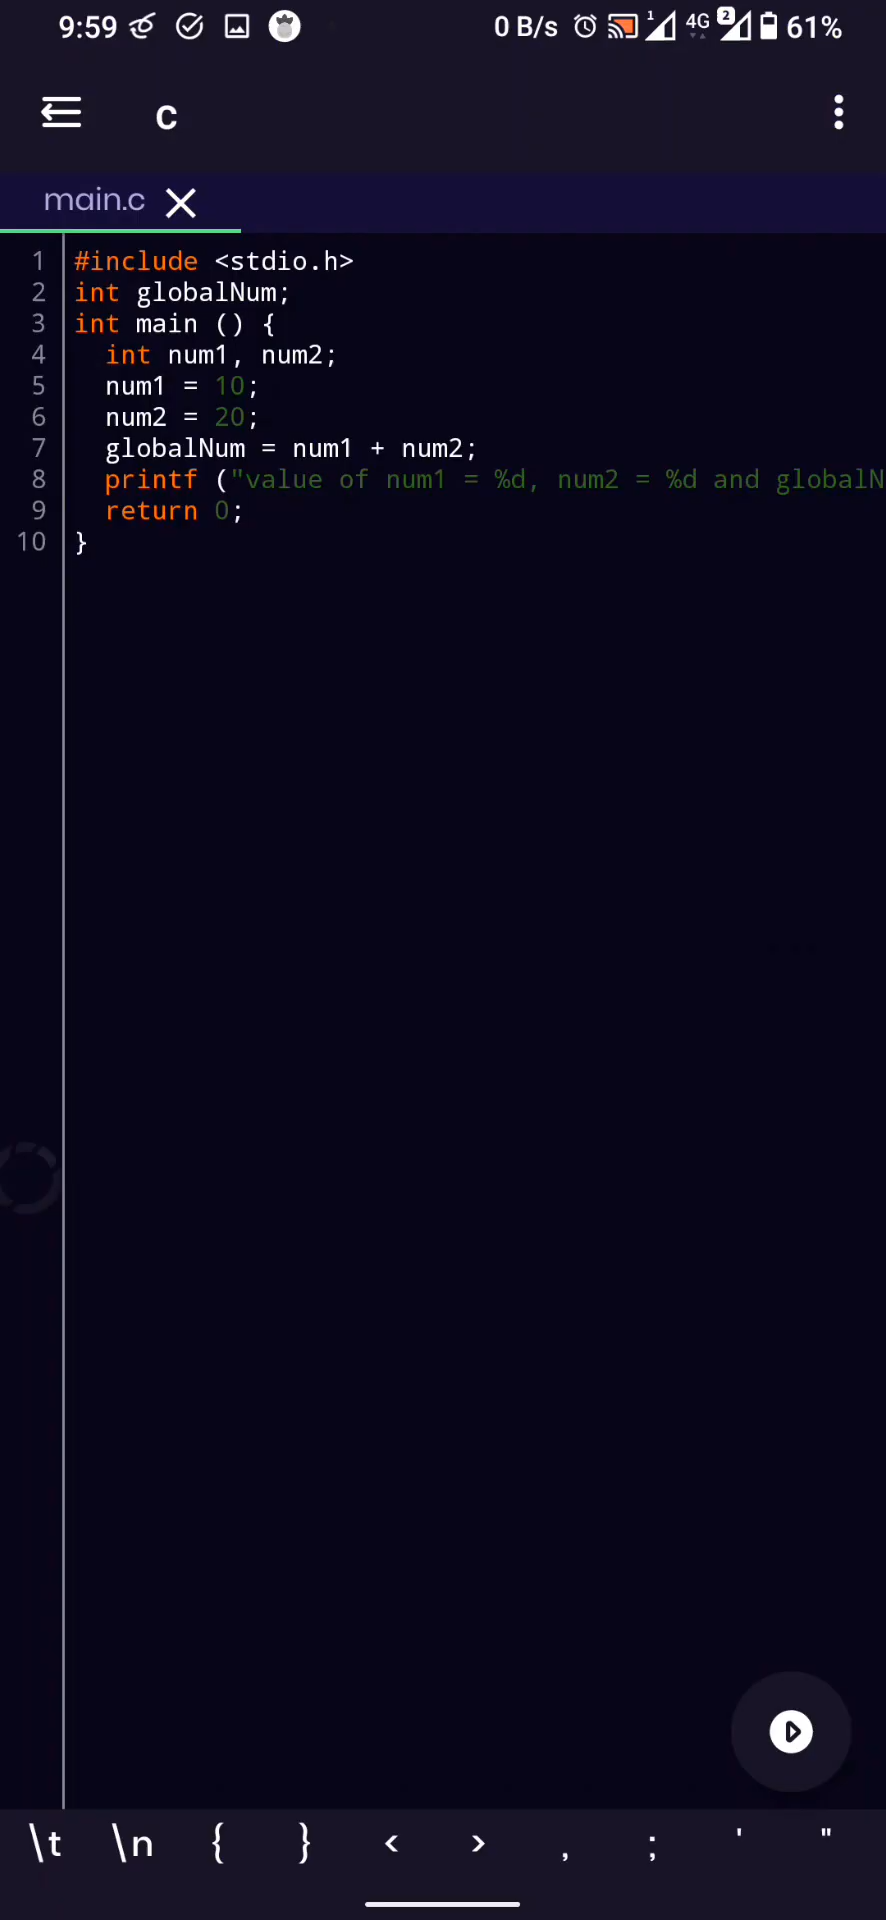 9:59 0 B/s 1 4G 2 61%
C
main.c
1 #include <stdio.h>
2 int globalNum;
3 int main () {
4 int num1, num2;
5 num1 = 10;
6 num2 = 20;
7 globalNum = num1 + num2;
8 printf ("value of num1 = %d, num2 = %d and globalN
9 return 0;
10 }
\t \n { } < > , ; ' "